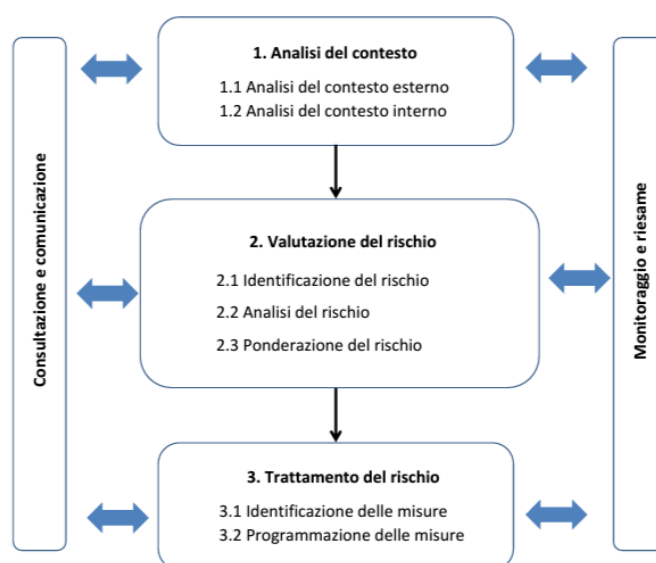 Consultazione e comunicazione
1. Analisi del contesto
1.1 Analisi del contesto esterno
1.2 Analisi del contesto interno
2. Valutazione del rischio
2.1 Identificazione del rischio
2.2 Analisi del rischio
2.3 Ponderazione del rischio
3. Trattamento del rischio
3.1 Identificazione delle misure
3.2 Programmazione delle misure
Monitoraggio e riesame